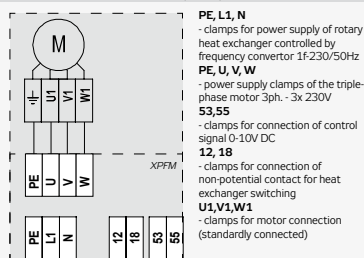 M
U1
V1
W1
XPFM
PE
U
V
W
PE
L1
N
12
18
53
55
PE, L1, N
- clamps for power supply of rotary
heat exchanger controlled by
frequency convertor 1f-230/50Hz
PE, U, V, W
- power supply clamps of the triple-
phase motor 3ph. - 3x 230V
53,55
- clamps for connection of control
signal 0-10V DC
12, 18
- clamps for connection of
non-potential contact for heat
exchanger switching
U1,V1,W1
- clamps for motor connection
(standardly connected)